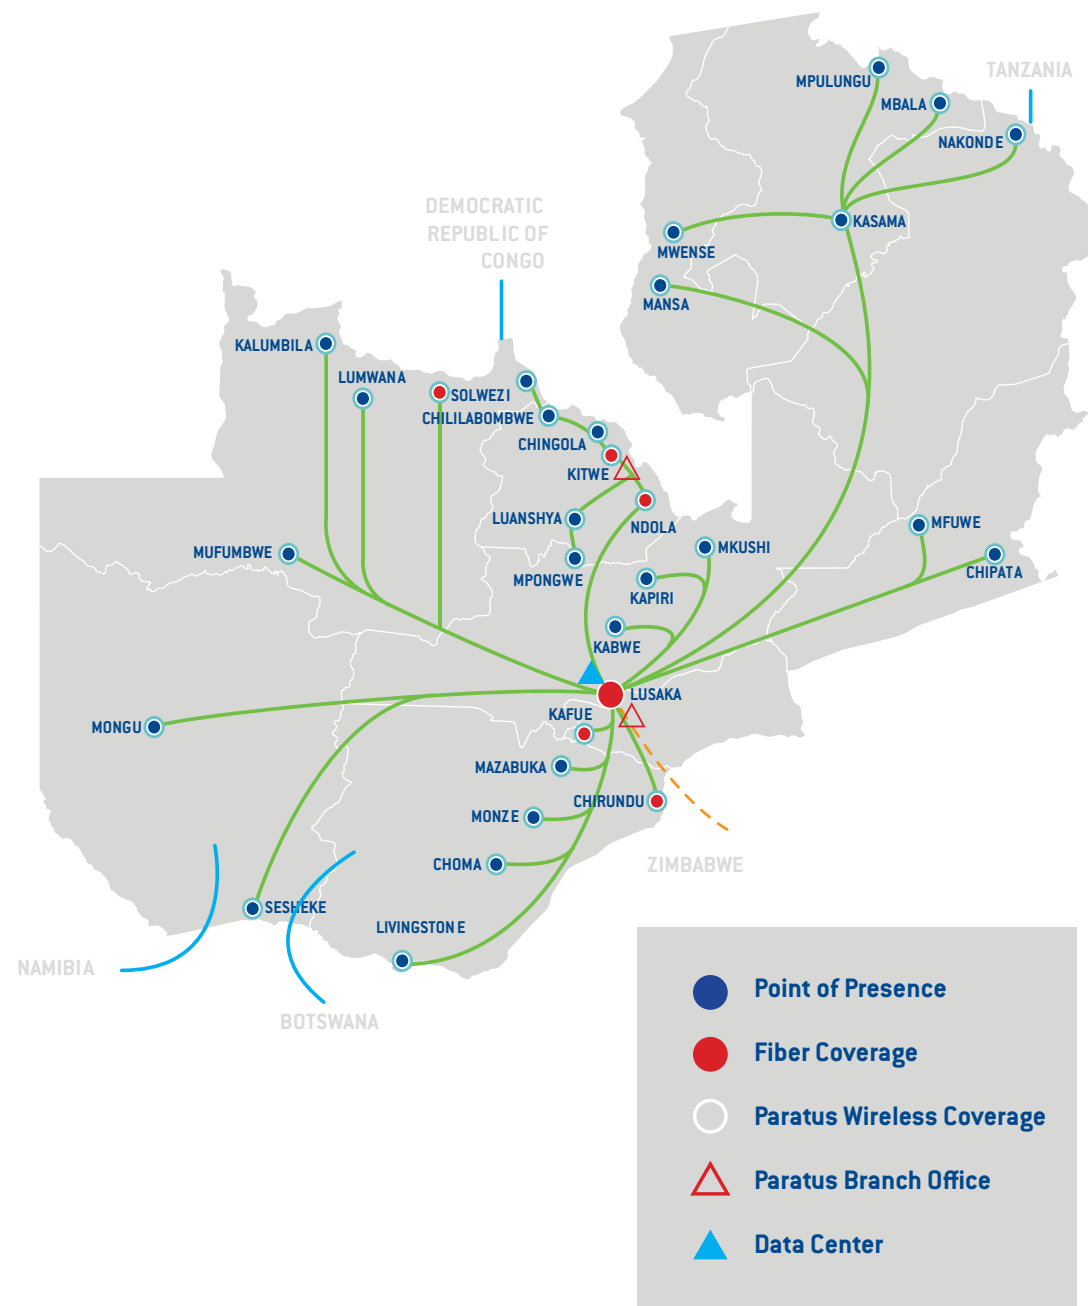 TANZANIA
MPULUNGU
MBALA
NAKONDE
DEMOCRATIC
REPUBLIC OF
CONGO
KASAMA
MWENSE
MANSA
KALUMBILA
LUMWANA
SOLWEZI
CHILILABOMBWE
CHINGOLA
KITWE
LUANSHYA
NDOLA
MFUWE
MUFUMBWE
MKUSHI
MPONGWE
CHIPATA
KAPIRI
KABWE
LUSAKA
KAFUE
MONGU
MAZABUKA
CHIRUNDU
MONZE
CHOMA
ZIMBABWE
SESHEKE
LIVINGSTONE
NAMIBIA
BOTSWANA
Point of Presence
Fiber Coverage
Paratus Wireless Coverage
Paratus Branch Office
Data Center